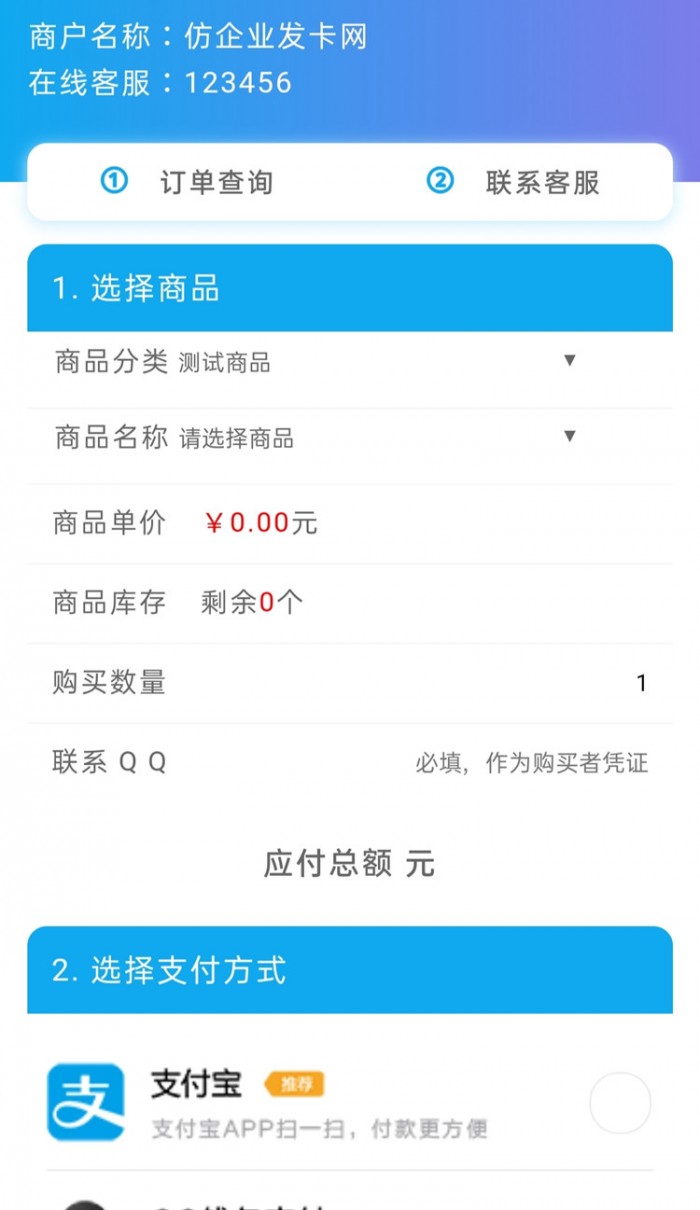 商户名称：仿企业发卡网
在线客服：123456
① 订单查询 ② 联系客服
1. 选择商品
商品分类 测试商品 ▼
商品名称 请选择商品 ▼
商品单价 ￥0.00元
商品库存 剩余0个
购买数量 1
联系ＱＱ 必填，作为购买者凭证
应付总额 元
2. 选择支付方式
支 支付宝 推荐
支付宝APP扫一扫，付款更方便